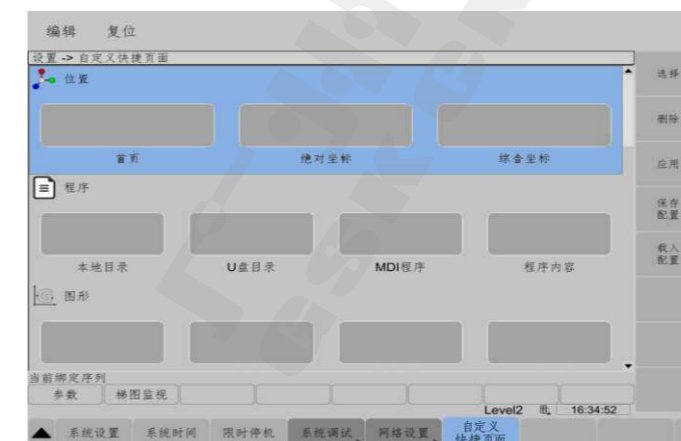 编辑 复位
设置 -> 自定义快捷页面
位置
首页 绝对坐标 综合坐标
程序
本地目录 U盘目录 MDI程序 程序内容
图形
选择
删除
应用
保存
配置
载入
配置
当前绑定序列
参数 梯图监视
Level2 16:34:52
系统设置 系统时间 限时停机 系统调试 网络设置 自定义
快捷页面
GSK